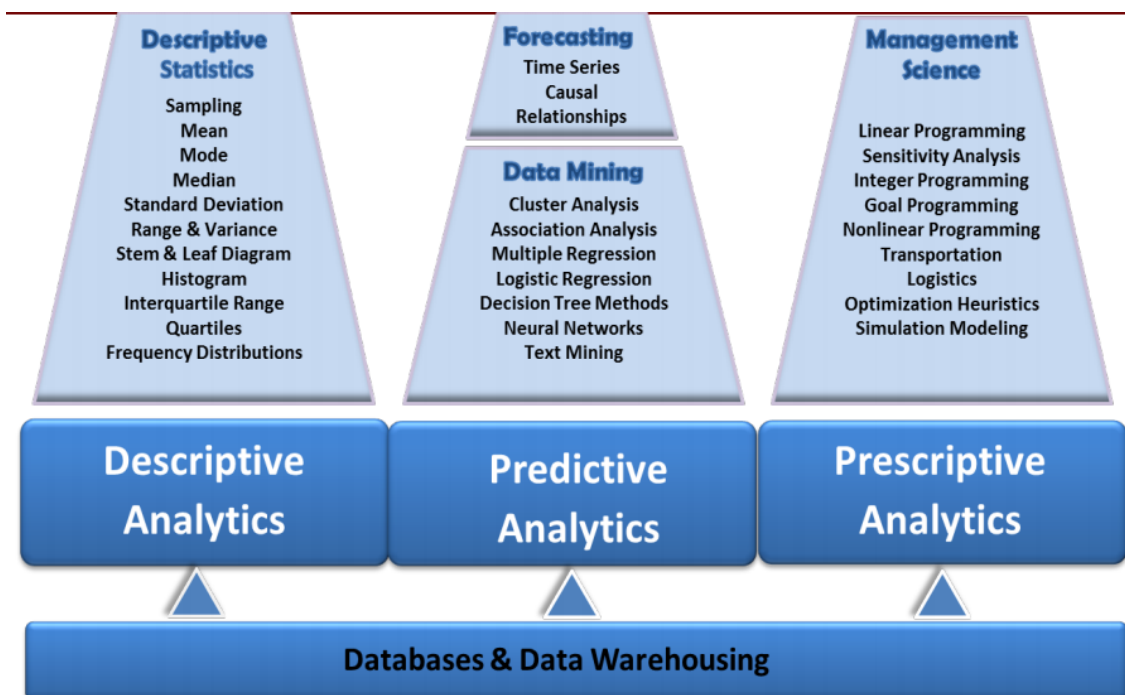 Descriptive
Statistics
Sampling
Mean
Mode
Median
Standard Deviation
Range & Variance
Stem & Leaf Diagram
Histogram
Interquartile Range
Quartiles
Frequency Distributions
Forecasting
Time Series
Causal
Relationships
Data Mining
Cluster Analysis
Association Analysis
Multiple Regression
Logistic Regression
Decision Tree Methods
Neural Networks
Text Mining
Management
Science
Linear Programming
Sensitivity Analysis
Integer Programming
Goal Programming
Nonlinear Programming
Transportation
Logistics
Optimization Heuristics
Simulation Modeling
Descriptive
Analytics
Predictive
Analytics
Prescriptive
Analytics
Databases & Data Warehousing